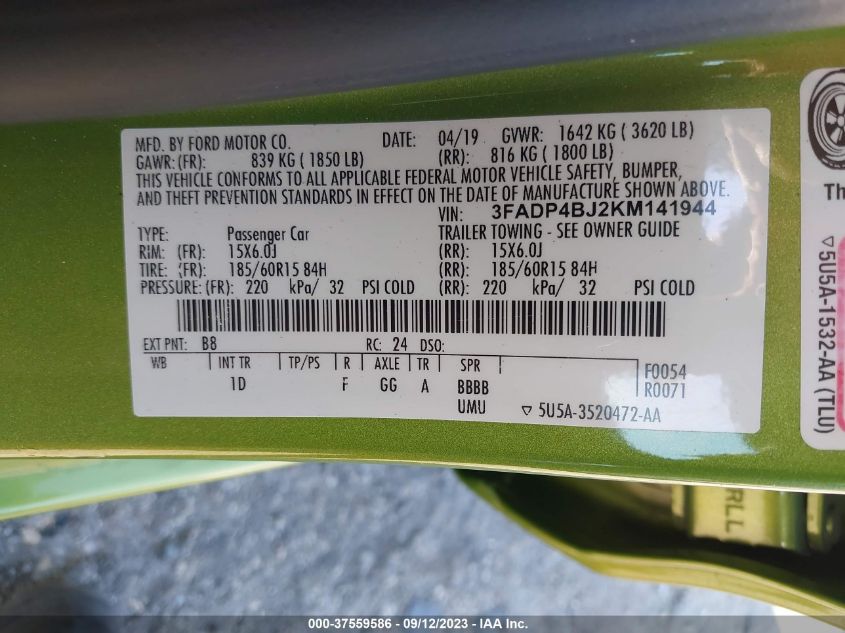 MFD. BY FORD MOTOR CO. DATE: 04/19 GVWR: 1642 KG ( 3620 LB)
GAWR: (FR): 839 KG ( 1850 LB) (RR): 816 KG ( 1800 LB)
THIS VEHICLE CONFORMS TO ALL APPLICABLE FEDERAL MOTOR VEHICLE SAFETY, BUMPER,
AND THEFT PREVENTION STANDARDS IN EFFECT ON THE DATE OF MANUFACTURE SHOWN ABOVE.
VIN: 3FADP4BJ2KM141944
TYPE: Passenger Car TRAILER TOWING - SEE OWNER GUIDE
RIM: (FR): 15X6.0J (RR): 15X6.0J
TIRE: (FR): 185/60R15 84H (RR): 185/60R15 84H
PRESSURE: (FR): 220 kPa/ 32 PSI COLD (RR): 220 kPa/ 32 PSI COLD
EXT PNT: B8 RC: 24 DSO:
WB INT TR TP/PS R AXLE TR SPR
1D F GG A BBBB
UMU
F0054
R0071
▽ 5U5A-3520472-AA
Th
▽5U5A-1532-AA (TLU)
RLL
000-37559586 - 09/12/2023 - IAA Inc.